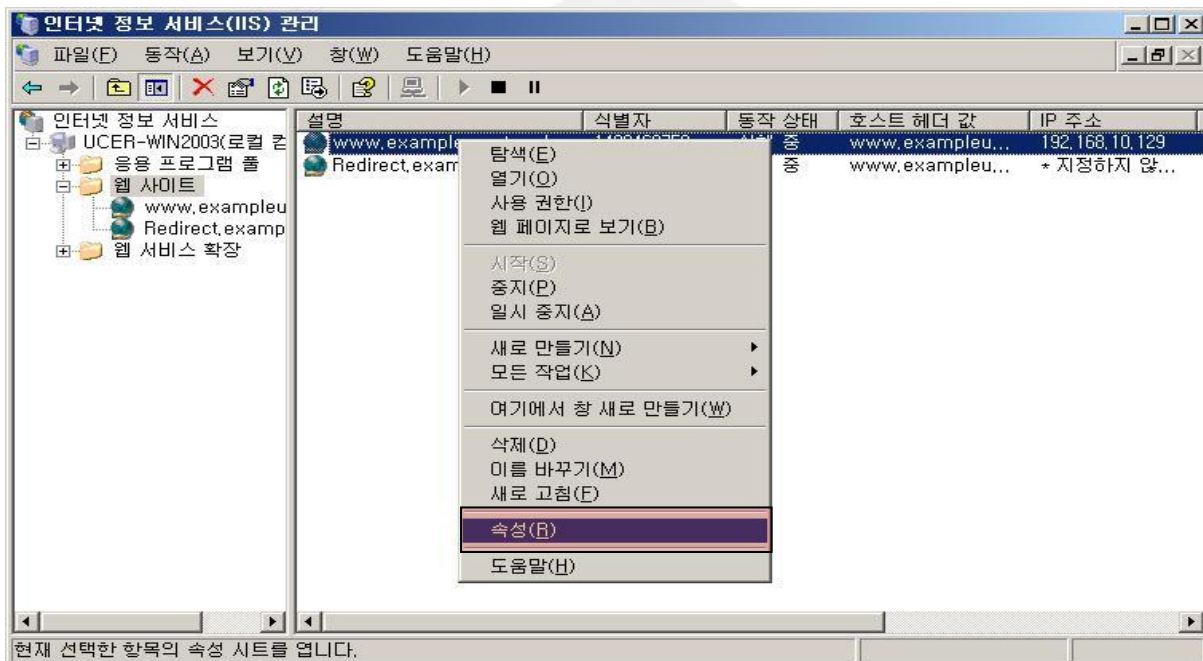 인터넷 정보 서비스(IIS) 관리
파일(F) 동작(A) 보기(V) 창(W) 도움말(H)
인터넷 정보 서비스
UCER-WIN2003(로컬 컴
응용 프로그램 풀
웹 사이트
www.exampleu
Redirect.examp
웹 서비스 확장
설명 식별자 동작 상태 호스트 헤더 값 IP 주소
www.example 중 www.exampleu... 192.168.10.129
Redirect.exam 중 www.exampleu... * 지정하지 않...
탐색(E)
열기(O)
사용 권한(I)
웹 페이지로 보기(B)
시작(S)
중지(P)
일시 중지(A)
새로 만들기(N)
모든 작업(K)
여기에서 창 새로 만들기(W)
삭제(D)
이름 바꾸기(M)
새로 고침(F)
속성(R)
도움말(H)
현재 선택한 항목의 속성 시트를 엽니다.